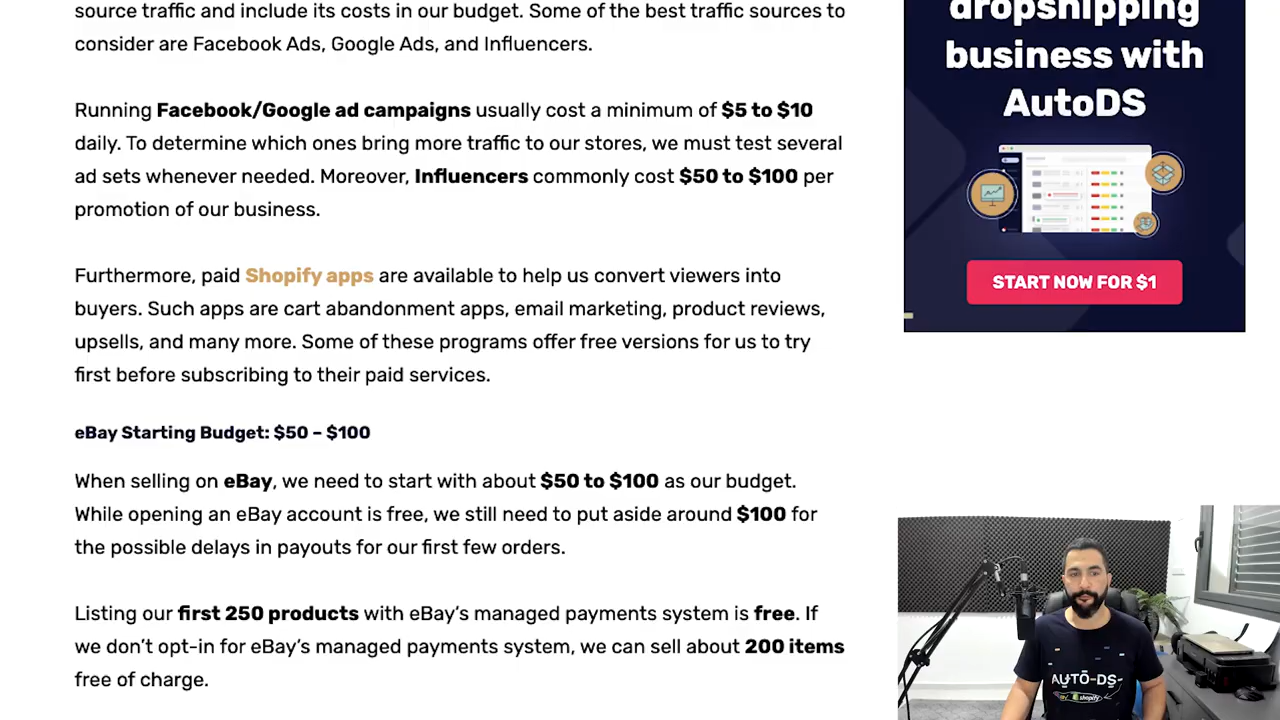 source traffic and include its costs in our budget. Some of the best traffic sources to
consider are Facebook Ads, Google Ads, and Influencers.
Running Facebook/Google ad campaigns usually cost a minimum of $5 to $10
daily. To determine which ones bring more traffic to our stores, we must test several
ad sets whenever needed. Moreover, Influencers commonly cost $50 to $100 per
promotion of our business.
Furthermore, paid Shopify apps are available to help us convert viewers into
buyers. Such apps are cart abandonment apps, email marketing, product reviews,
upsells, and many more. Some of these programs offer free versions for us to try
first before subscribing to their paid services.
eBay Starting Budget: $50 – $100
When selling on eBay, we need to start with about $50 to $100 as our budget.
While opening an eBay account is free, we still need to put aside around $100 for
the possible delays in payouts for our first few orders.
Listing our first 250 products with eBay’s managed payments system is free. If
we don’t opt-in for eBay’s managed payments system, we can sell about 200 items
free of charge.
dropshipping
business with
AutoDS
START NOW FOR $1
AUTO-DS
shopify